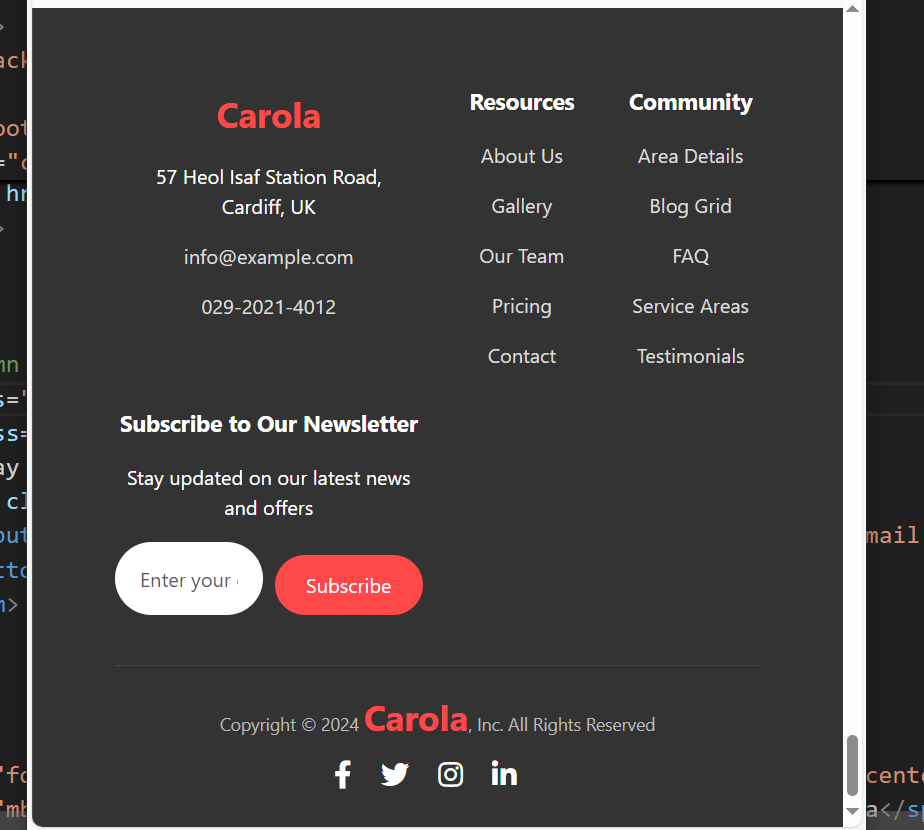 Carola
57 Heol Isaf Station Road,
Cardiff, UK
info@example.com
029-2021-4012
Resources
About Us
Gallery
Our Team
Pricing
Contact
Community
Area Details
Blog Grid
FAQ
Service Areas
Testimonials
Subscribe to Our Newsletter
Stay updated on our latest news
and offers
Enter your
Subscribe
Copyright © 2024 Carola, Inc. All Rights Reserved
mail
a</sp